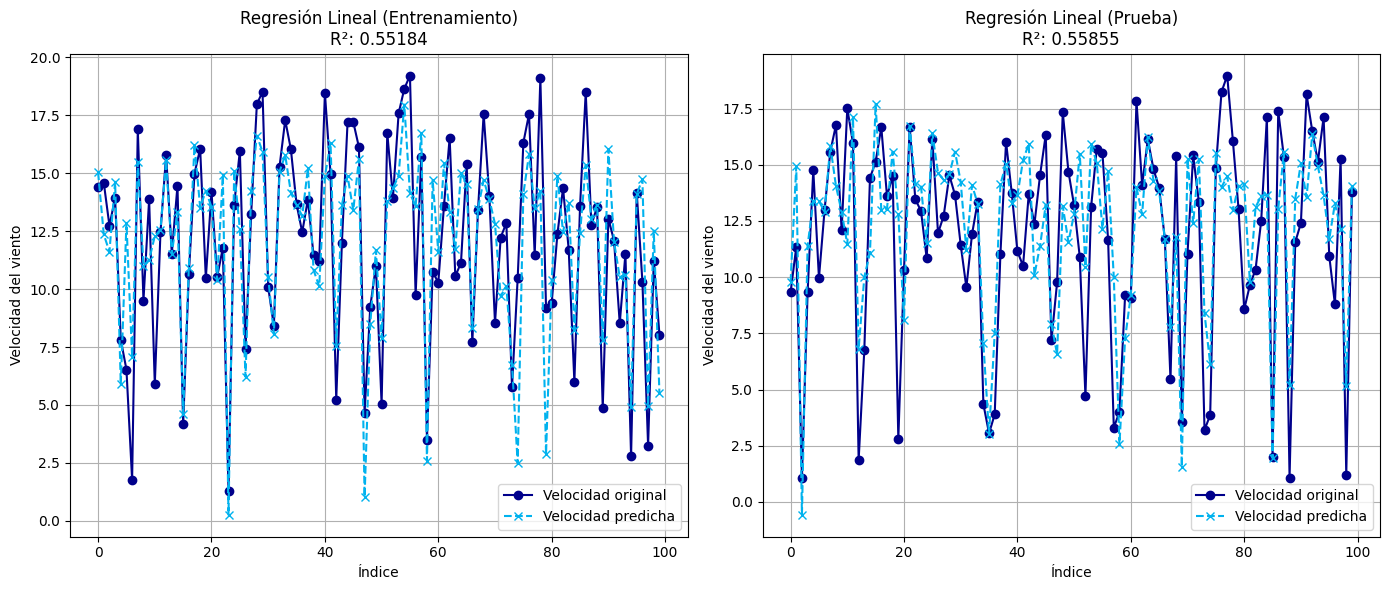 Regresión Lineal (Entrenamiento)
R²: 0.55184
20.0
17.5
15.0
12.5
10.0
7.5
5.0
2.5
0.0
Velocidad del viento
0 20 40 60 80 100
Índice
Velocidad original
Velocidad predicha
Regresión Lineal (Prueba)
R²: 0.55855
17.5
15.0
12.5
10.0
7.5
5.0
2.5
0.0
Velocidad del viento
0 20 40 60 80 100
Índice
Velocidad original
Velocidad predicha